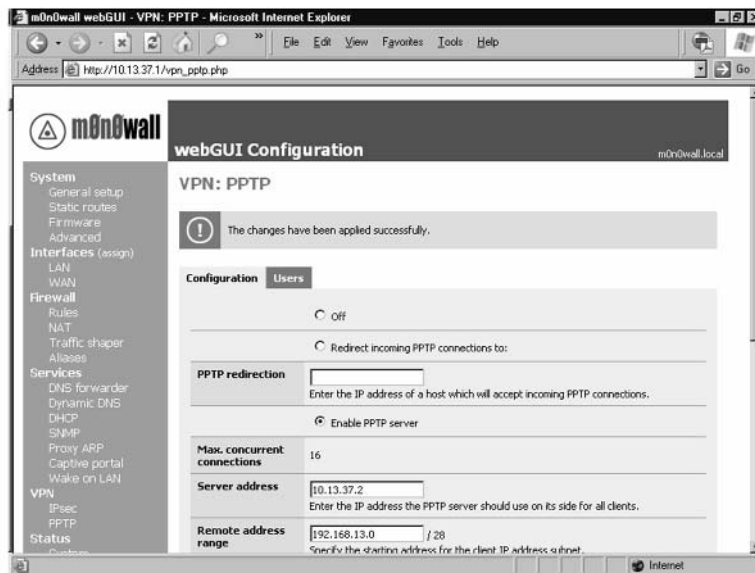 m0n0wall webGUI - VPN: PPTP - Microsoft Internet Explorer
» File Edit View Favorites Tools Help
Address http://10.13.37.1/vpn_pptp.php Go
m0n0wall
webGUI Configuration m0n0wall.local
System
General setup
Static routes
Firmware
Advanced
Interfaces (assign)
LAN
WAN
Firewall
Rules
NAT
Traffic shaper
Aliases
Services
DNS forwarder
Dynamic DNS
DHCP
SNMP
Proxy ARP
Captive portal
Wake on LAN
VPN
IPsec
PPTP
Status
System
VPN: PPTP
! The changes have been applied successfully.
Configuration Users
Off
Redirect incoming PPTP connections to:
PPTP redirection
Enter the IP address of a host which will accept incoming PPTP connections.
Enable PPTP server
Max. concurrent connections 16
Server address 10.13.37.2
Enter the IP address the PPTP server should use on its side for all clients.
Remote address range 192.168.13.0 / 28
Specify the starting address for the client IP address subnet.
Internet